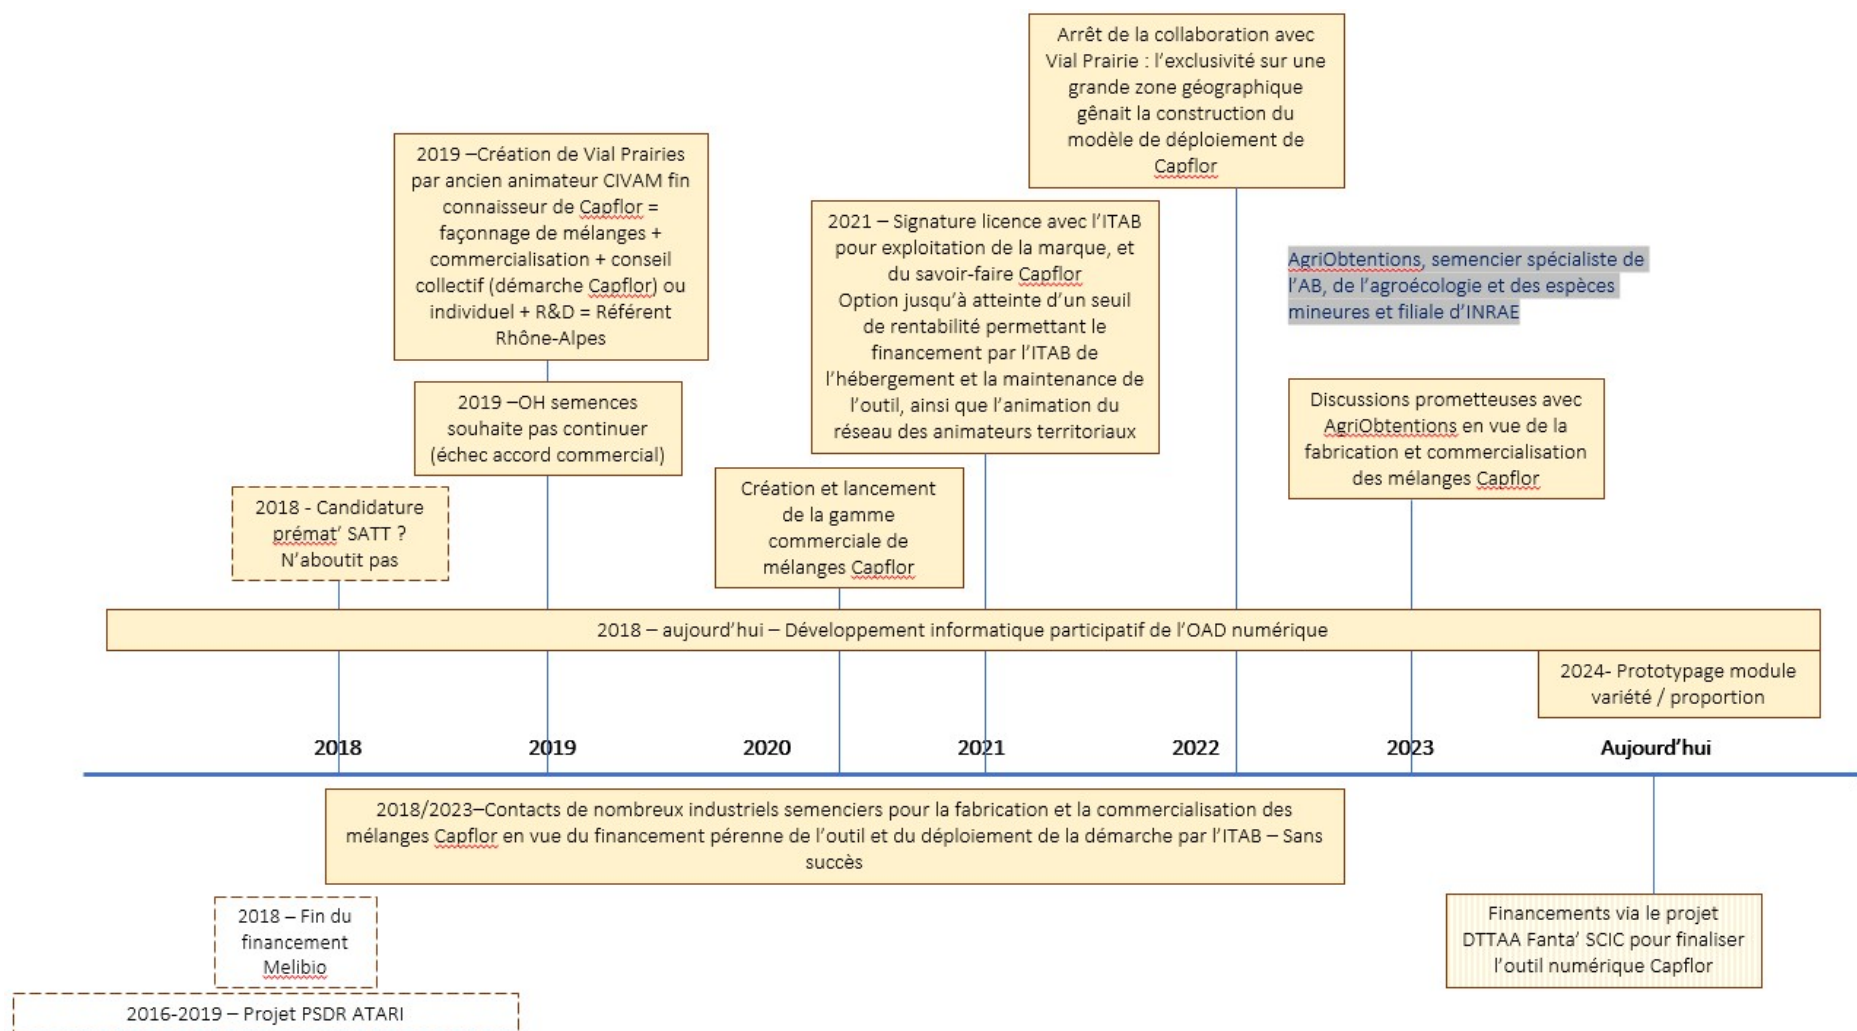 Arrêt de la collaboration avec
Vial Prairie : l’exclusivité sur une
grande zone géographique
gênait la construction du
modèle de déploiement de
Capflor
2019 –Création de Vial Prairies
par ancien animateur CIVAM fin
connaisseur de Capflor =
façonnage de mélanges +
commercialisation + conseil
collectif (démarche Capflor) ou
individuel + R&D = Référent
Rhône-Alpes
2021 – Signature licence avec l’ITAB
pour exploitation de la marque, et
du savoir-faire Capflor
Option jusqu’à atteinte d’un seuil
de rentabilité permettant le
financement par l’ITAB de
l’hébergement et la maintenance de
l’outil, ainsi que l’animation du
réseau des animateurs territoriaux
AgriObtentions, semencier spécialiste de
l’AB, de l’agroécologie et des espèces
mineures et filiale d’INRAE
2019 –OH semences
souhaite pas continuer
(échec accord commercial)
Discussions prometteuses avec
AgriObtentions en vue de la
fabrication et commercialisation
des mélanges Capflor
2018 - Candidature
prémat’ SATT ?
N’aboutit pas
Création et lancement
de la gamme
commerciale de
mélanges Capflor
2018 – aujourd’hui – Développement informatique participatif de l’OAD numérique
2024- Prototypage module
variété / proportion
2018 2019 2020 2021 2022 2023 Aujourd’hui
2018/2023–Contacts de nombreux industriels semenciers pour la fabrication et la commercialisation des
mélanges Capflor en vue du financement pérenne de l’outil et du déploiement de la démarche par l’ITAB – Sans
succès
2018 – Fin du
financement
Melibio
Financements via le projet
DTTAA Fanta’ SCIC pour finaliser
l’outil numérique Capflor
2016-2019 – Projet PSDR ATARI